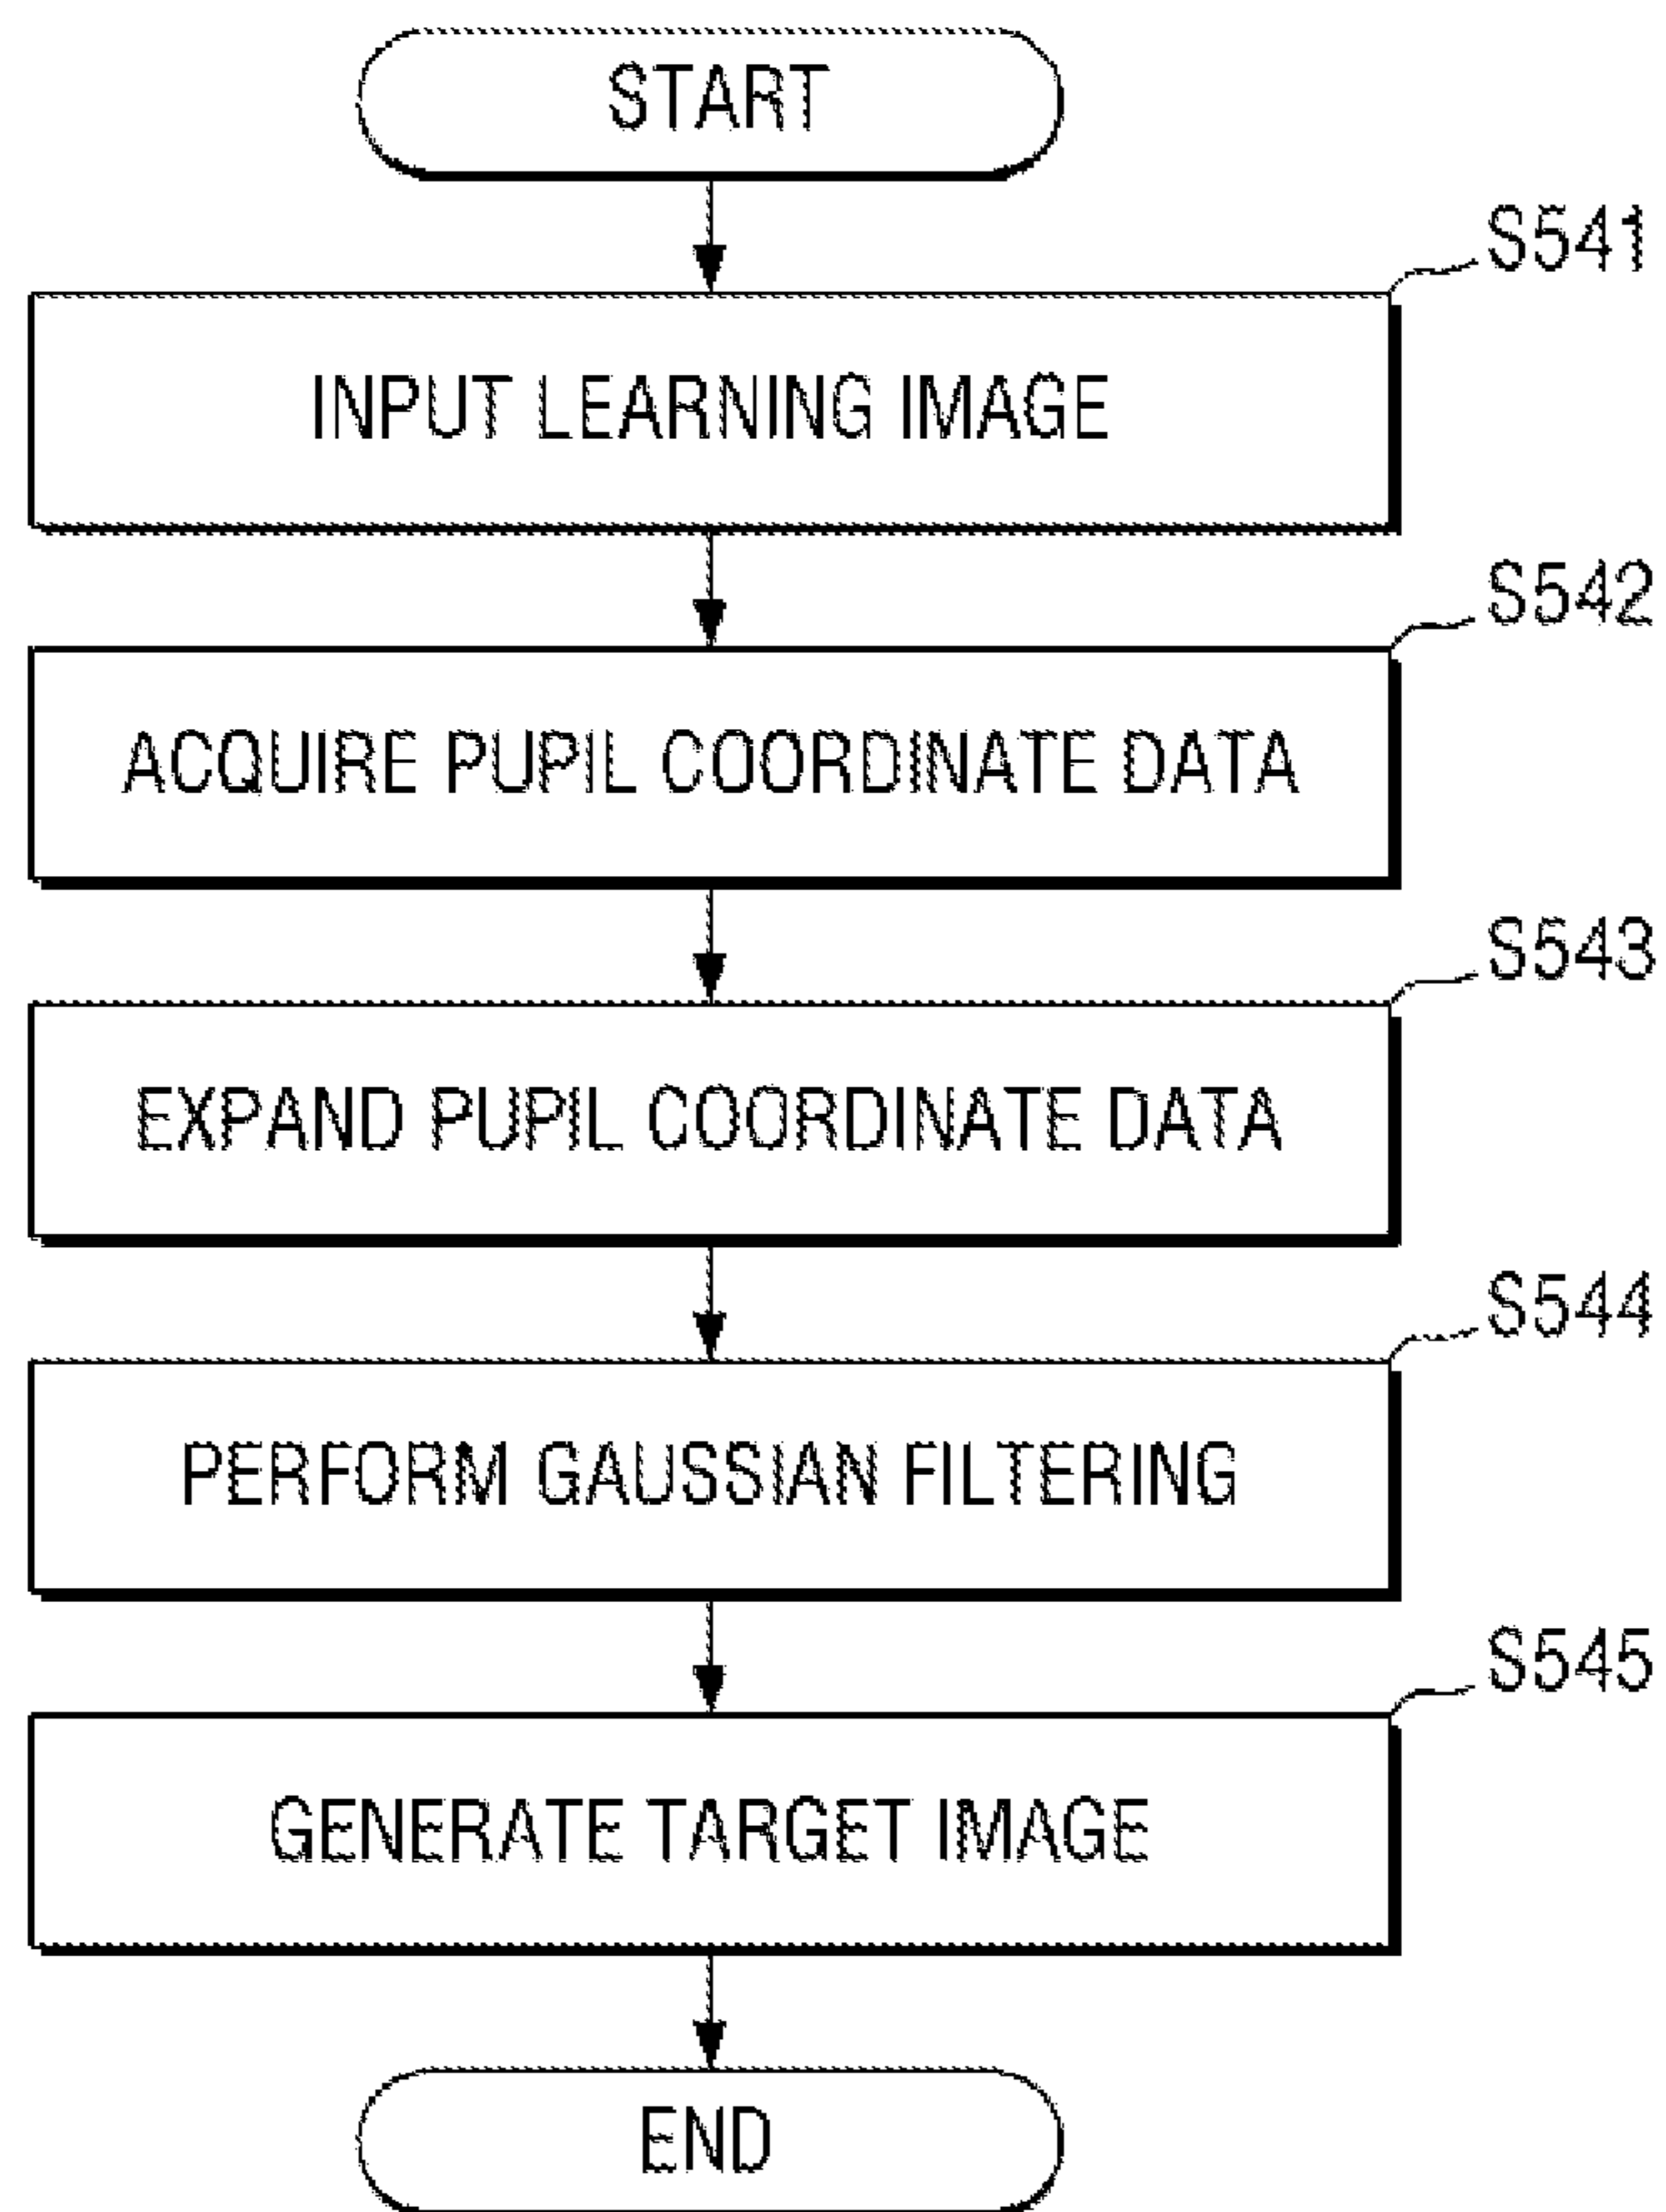 START
S541
INPUT LEARNING IMAGE
S542
ACQUIRE PUPIL COORDINATE DATA
S543
EXPAND PUPIL COORDINATE DATA
S544
PERFORM GAUSSIAN FILTERING
S545
GENERATE TARGET IMAGE
END